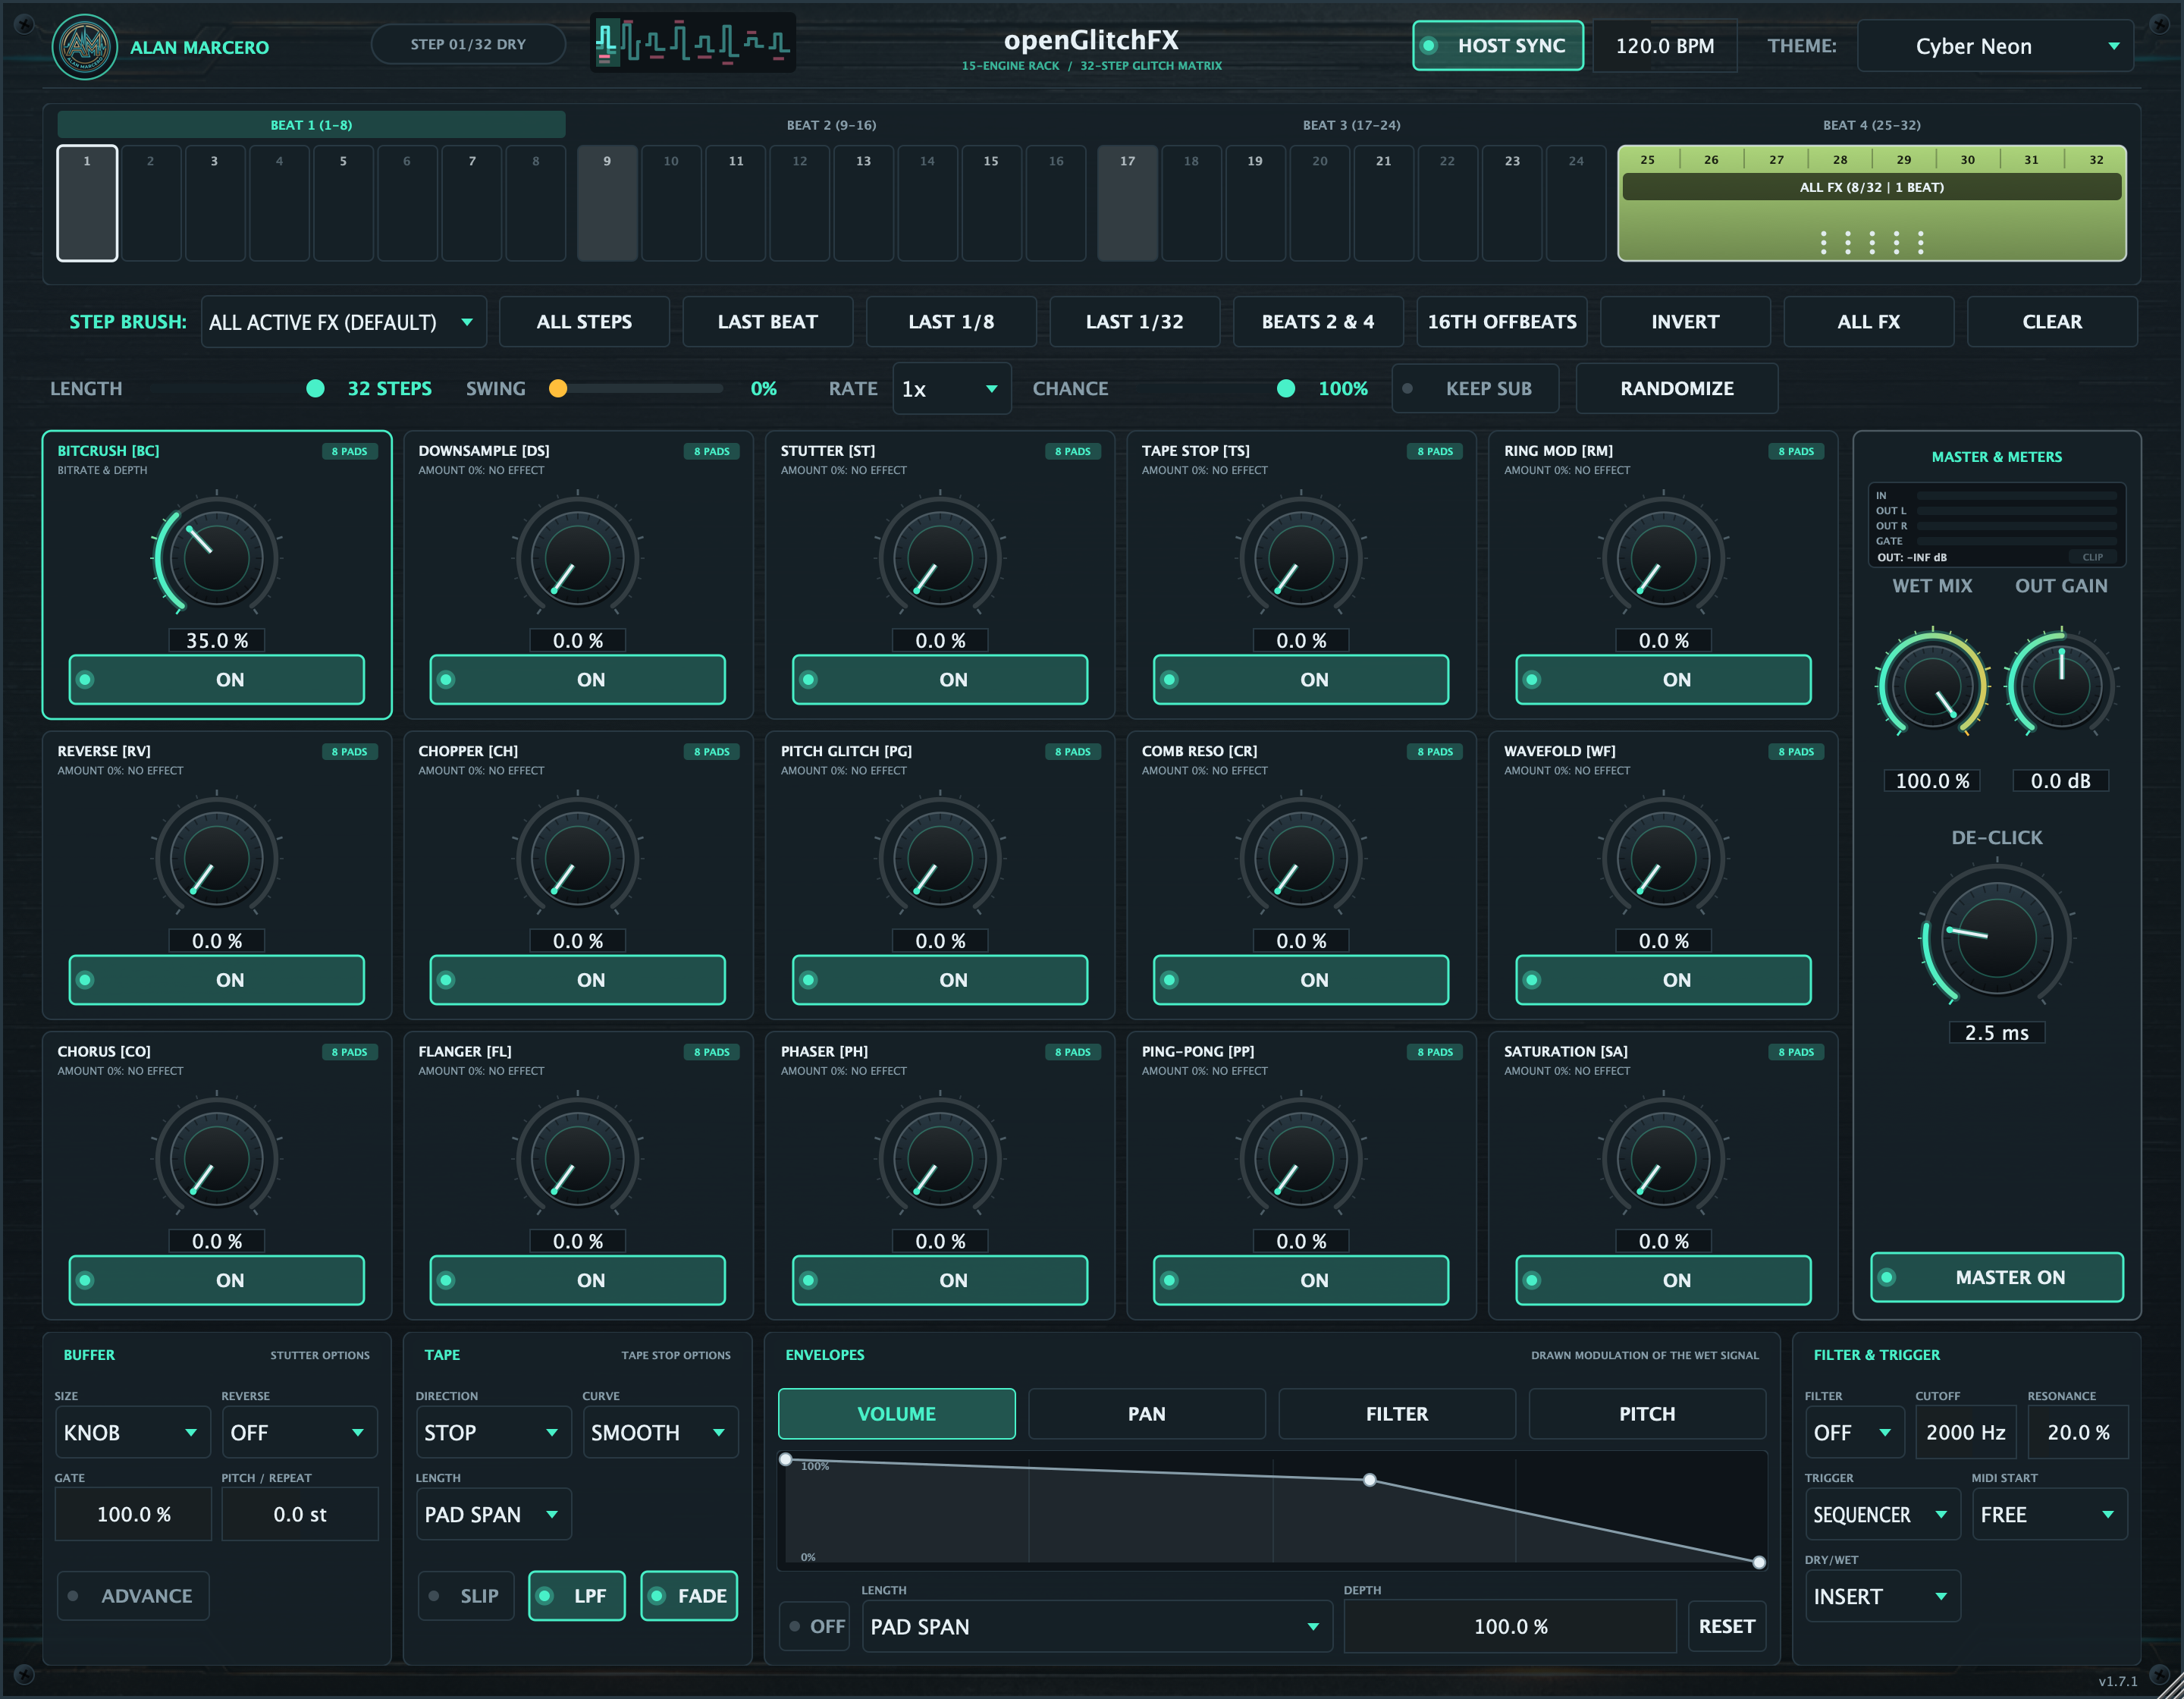 ALAN MARCERO
STEP 01/32 DRY
openGlitchFX
15-ENGINE RACK / 32-STEP GLITCH MATRIX
HOST SYNC
120.0 BPM
THEME:
Cyber Neon
BEAT 1 (1-8) BEAT 2 (9-16) BEAT 3 (17-24) BEAT 4 (25-32)
1 2 3 4 5 6 7 8 9 10 11 12 13 14 15 16 17 18 19 20 21 22 23 24 25 26 27 28 29 30 31 32
ALL FX (8/32 | 1 BEAT)
STEP BRUSH: ALL ACTIVE FX (DEFAULT) ALL STEPS LAST BEAT LAST 1/8 LAST 1/32 BEATS 2 & 4 16TH OFFBEATS INVERT ALL FX CLEAR
LENGTH 32 STEPS SWING 0% RATE 1x CHANCE 100% KEEP SUB RANDOMIZE
BITCRUSH [BC] 8 PADS
BITRATE & DEPTH
35.0 %
ON
DOWNSAMPLE [DS] 8 PADS
AMOUNT 0%: NO EFFECT
0.0 %
ON
STUTTER [ST] 8 PADS
AMOUNT 0%: NO EFFECT
0.0 %
ON
TAPE STOP [TS] 8 PADS
AMOUNT 0%: NO EFFECT
0.0 %
ON
RING MOD [RM] 8 PADS
AMOUNT 0%: NO EFFECT
0.0 %
ON
REVERSE [RV] 8 PADS
AMOUNT 0%: NO EFFECT
0.0 %
ON
CHOPPER [CH] 8 PADS
AMOUNT 0%: NO EFFECT
0.0 %
ON
PITCH GLITCH [PG] 8 PADS
AMOUNT 0%: NO EFFECT
0.0 %
ON
COMB RESO [CR] 8 PADS
AMOUNT 0%: NO EFFECT
0.0 %
ON
WAVEFOLD [WF] 8 PADS
AMOUNT 0%: NO EFFECT
0.0 %
ON
CHORUS [CO] 8 PADS
AMOUNT 0%: NO EFFECT
0.0 %
ON
FLANGER [FL] 8 PADS
AMOUNT 0%: NO EFFECT
0.0 %
ON
PHASER [PH] 8 PADS
AMOUNT 0%: NO EFFECT
0.0 %
ON
PING-PONG [PP] 8 PADS
AMOUNT 0%: NO EFFECT
0.0 %
ON
SATURATION [SA] 8 PADS
AMOUNT 0%: NO EFFECT
0.0 %
ON
MASTER & METERS
IN
OUT L
OUT R
GATE
OUT: -INF dB CLIP
WET MIX OUT GAIN
100.0 % 0.0 dB
DE-CLICK
2.5 ms
MASTER ON
BUFFER STUTTER OPTIONS
SIZE REVERSE
KNOB OFF
GATE PITCH / REPEAT
100.0 % 0.0 st
ADVANCE
TAPE TAPE STOP OPTIONS
DIRECTION CURVE
STOP SMOOTH
LENGTH
PAD SPAN
SLIP LPF FADE
ENVELOPES DRAWN MODULATION OF THE WET SIGNAL
VOLUME PAN FILTER PITCH
100%
0%
LENGTH DEPTH
OFF PAD SPAN 100.0 % RESET
FILTER & TRIGGER
FILTER CUTOFF RESONANCE
OFF 2000 Hz 20.0 %
TRIGGER MIDI START
SEQUENCER FREE
DRY/WET
INSERT
v1.7.1